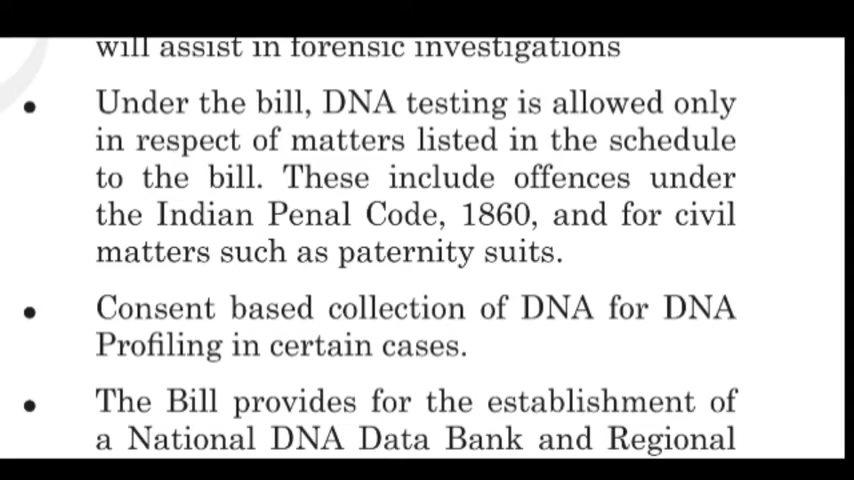 will assist in forensic investigations
• Under the bill, DNA testing is allowed only
in respect of matters listed in the schedule
to the bill. These include offences under
the Indian Penal Code, 1860, and for civil
matters such as paternity suits.
• Consent based collection of DNA for DNA
Profiling in certain cases.
• The Bill provides for the establishment of
a National DNA Data Bank and Regional